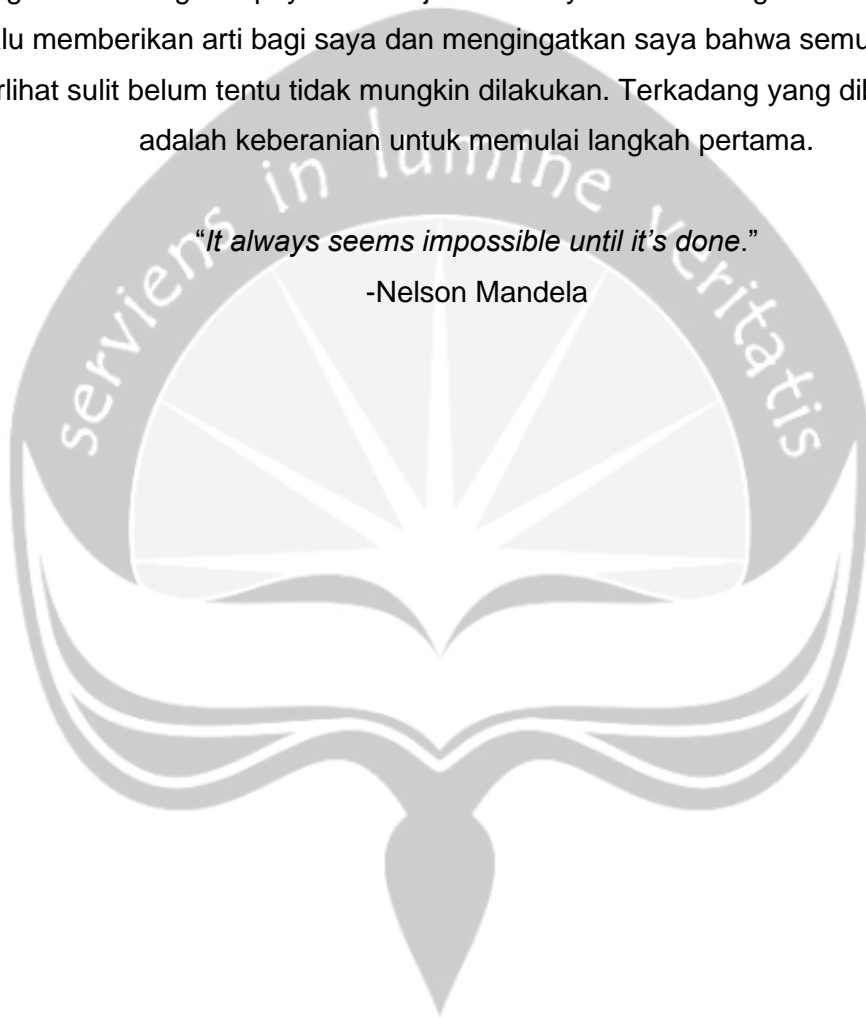 lu memberikan arti bagi saya dan mengingatkan saya bahwa semu
rlihat sulit belum tentu tidak mungkin dilakukan. Terkadang yang
adalah keberanian untuk memulai langkah pertama.
serviens in lumine veritatis
“It always seems impossible until it’s done.”
-Nelson Mandela